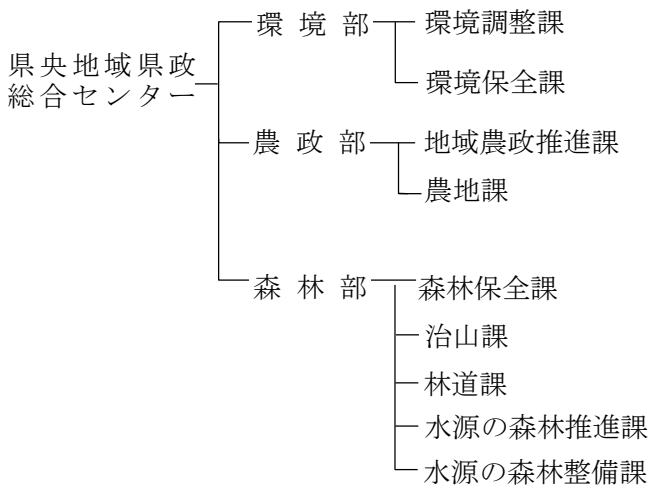 県央地域県政
総合センター
環境部
環境調整課
環境保全課
農政部
地域農政推進課
農地課
森林部
森林保全課
治山課
林道課
水源の森林推進課
水源の森林整備課